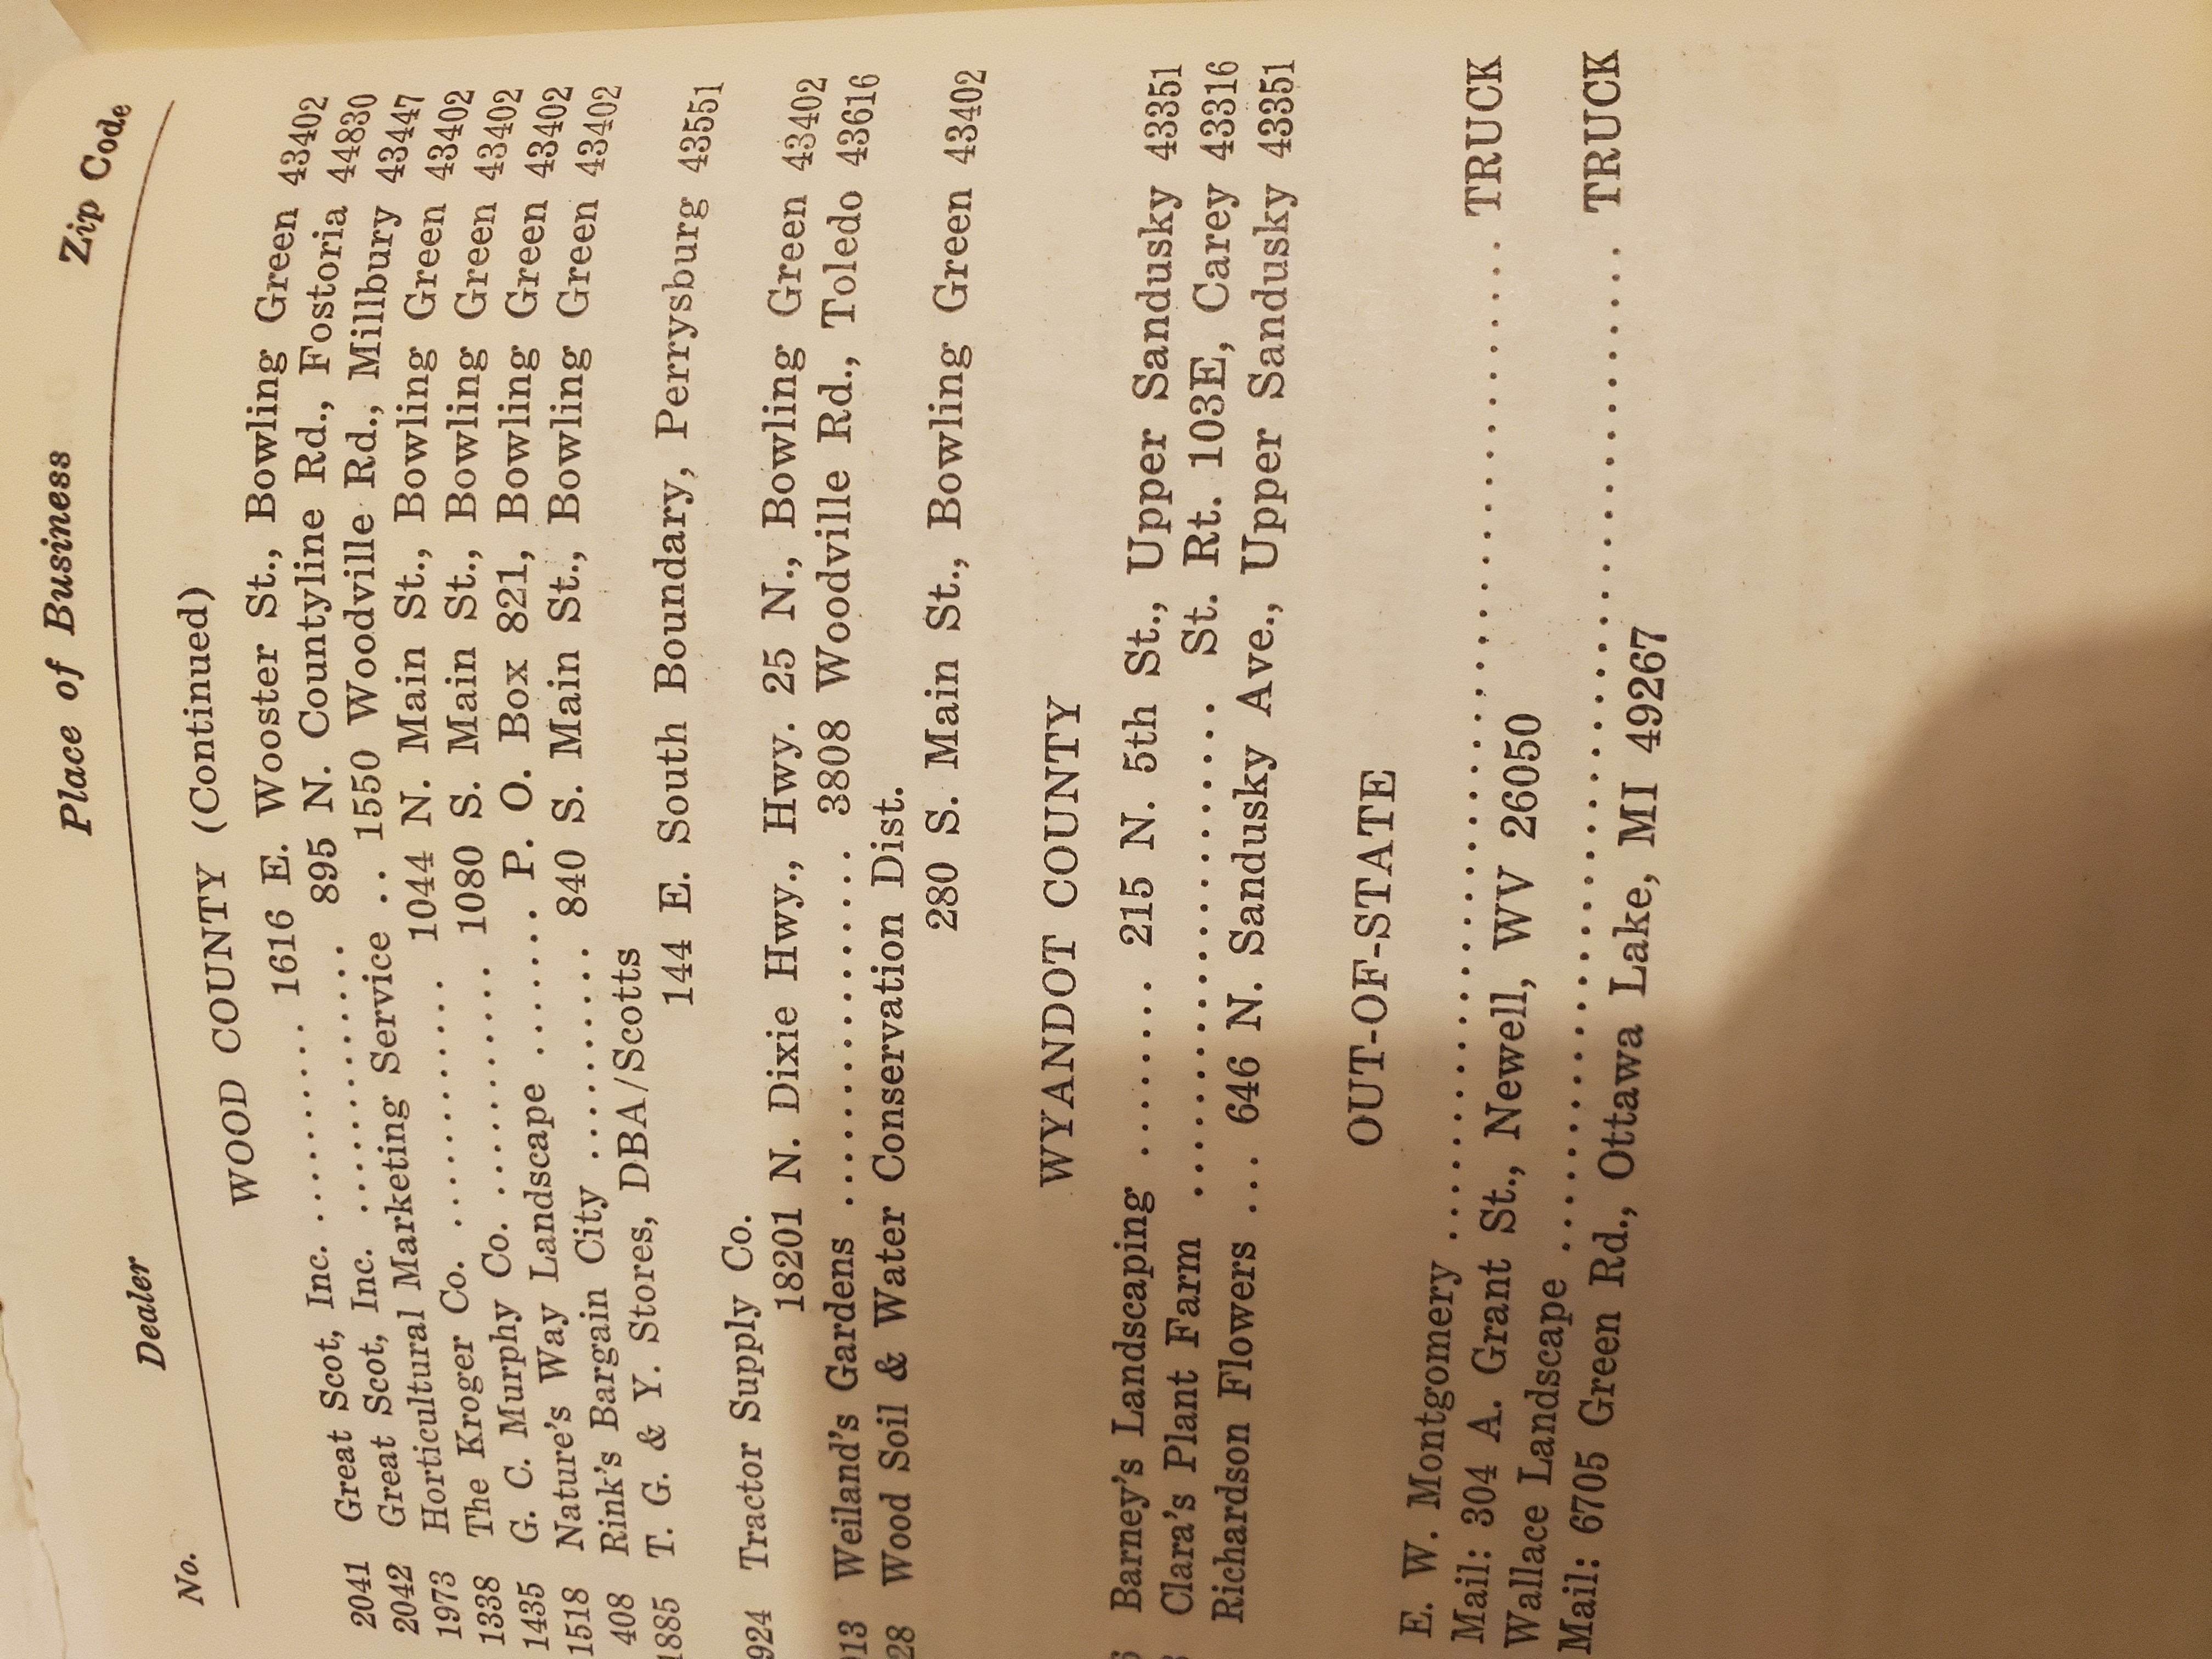 No. Dealer Place of Business Zip Code
WOOD COUNTY (Continued)
2041 Great Scot, Inc. .......... 1616 E. Wooster St., Bowling Green 43402
2042 Great Scot, Inc. ............. 895 N. Countyline Rd., Fostoria 44830
1973 Horticultural Marketing Service .. 1550 Woodville Rd., Millbury 43447
1338 The Kroger Co. ............ 1044 N. Main St., Bowling Green 43402
1435 G. C. Murphy Co. ........... 1080 S. Main St., Bowling Green 43402
1518 Nature's Way Landscape ........ P. O. Box 821, Bowling Green 43402
408 Rink's Bargain City .......... 840 S. Main St., Bowling Green 43402
1885 T. G. & Y. Stores, DBA/Scotts
144 E. South Boundary, Perrysburg 43551
924 Tractor Supply Co.
18201 N. Dixie Hwy., Hwy. 25 N., Bowling Green 43402
913 Weiland's Gardens .................. 3808 Woodville Rd., Toledo 43616
28 Wood Soil & Water Conservation Dist.
280 S. Main St., Bowling Green 43402
WYANDOT COUNTY
Barney's Landscaping ........ 215 N. 5th St., Upper Sandusky 43351
Clara's Plant Farm ......................... St. Rt. 103E, Carey 43316
Richardson Flowers ... 646 N. Sandusky Ave., Upper Sandusky 43351
OUT-OF-STATE
E. W. Montgomery .................................................. TRUCK
Mail: 304 A. Grant St., Newell, WV 26050
Wallace Landscape .................................................. TRUCK
Mail: 6705 Green Rd., Ottawa Lake, MI 49267